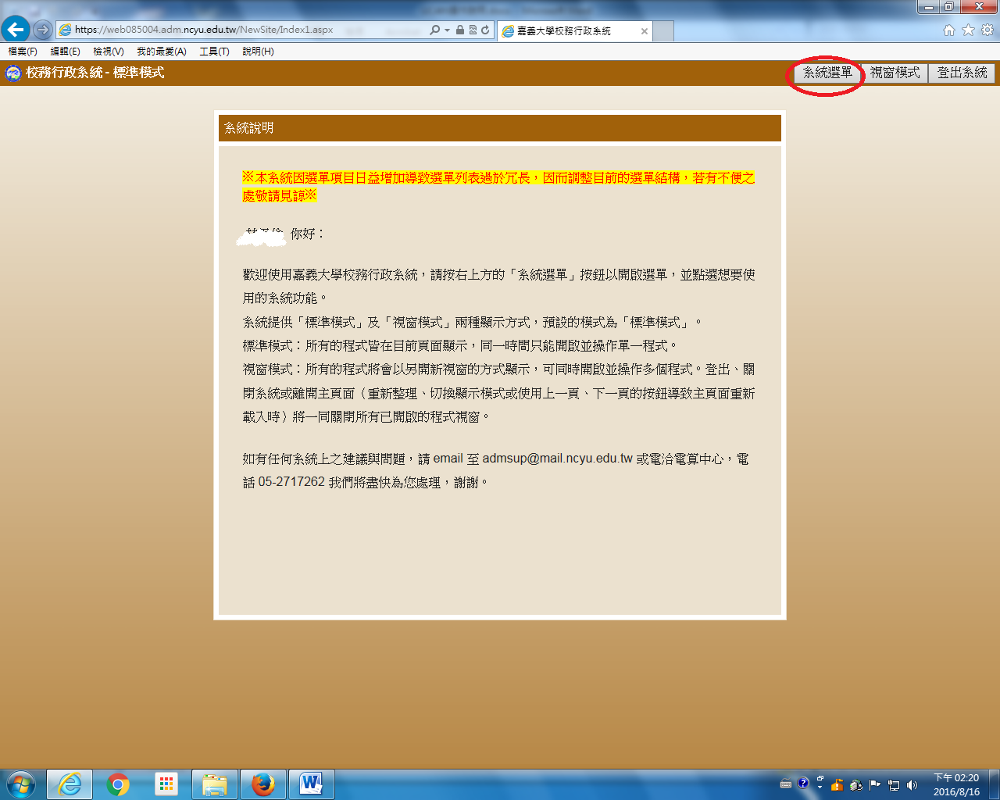 https://web085004.adm.ncyu.edu.tw/NewSite/Index1.aspx
嘉義大學校務行政系統
檔案(F) 編輯(E) 檢視(V) 我的最愛(A) 工具(T) 說明(H)
校務行政系統 - 標準模式
系統選單 視窗模式 登出系統
系統說明
※本系統因選單項目日益增加導致選單列表過於冗長，因而調整目前的選單結構，若有不便之
處敬請見諒※
你好：
歡迎使用嘉義大學校務行政系統，請按右上方的「系統選單」按鈕以開啟選單，並點選想要使
用的系統功能。
系統提供「標準模式」及「視窗模式」兩種顯示方式，預設的模式為「標準模式」。
標準模式：所有的程式皆在目前頁面顯示，同一時間只能開啟並操作單一程式。
視窗模式：所有的程式將會以另開新視窗的方式顯示，可同時開啟並操作多個程式。登出、關
閉系統或離開主頁面（重新整理、切換顯示模式或使用上一頁、下一頁的按鈕導致主頁面重新
載入時）將一同關閉所有已開啟的程式視窗。
如有任何系統上之建議與問題，請 email 至 admsup@mail.ncyu.edu.tw 或電洽電算中心，電
話 05-2717262 我們將盡快為您處理，謝謝。
下午 02:20
2016/8/16